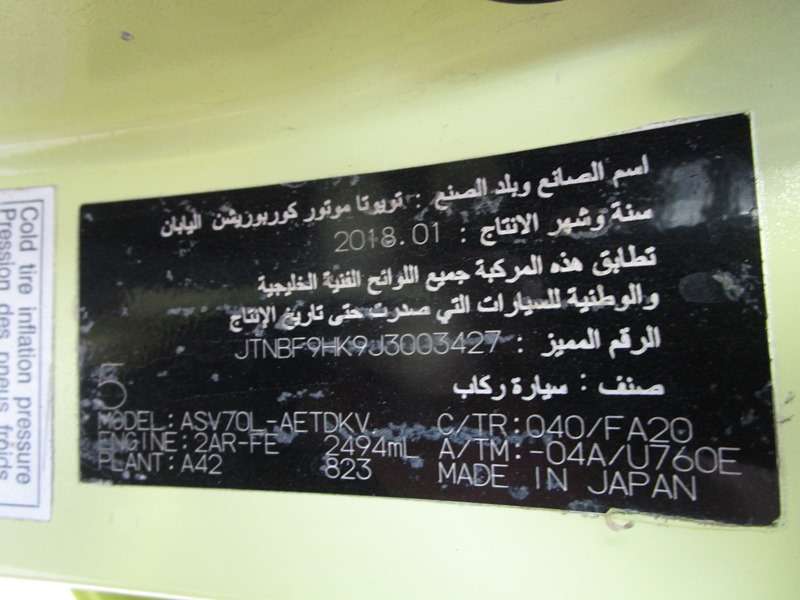 اسم الصانع وبلد الصنع : تويوتا موتور كوربوريشن اليابان
سنة وشهر الانتاج : 2018.01
تطابق هذه المركبة جميع اللوائح الفنية الخليجية
والوطنية للسيارات التي صدرت حتى تاريخ الإنتاج
الرقم المميز : JTNBF9HK9J3003427
صنف : سيارة ركاب
5
MODEL:ASV70L-AETDKV. C/TR:040/FA20
ENGINE:2AR-FE 2494mL A/TM:-04A/U760E
PLANT:A42 823 MADE IN JAPAN
Cold tire inflation pressure
Pression des pneus froids